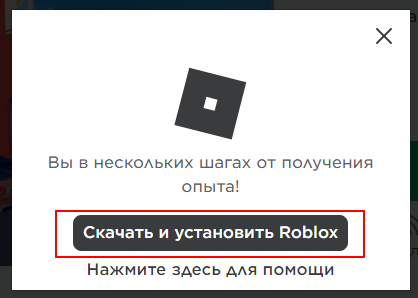 Вы в нескольких шагах от получения
опыта!
Скачать и установить Roblox
Нажмите здесь для помощи